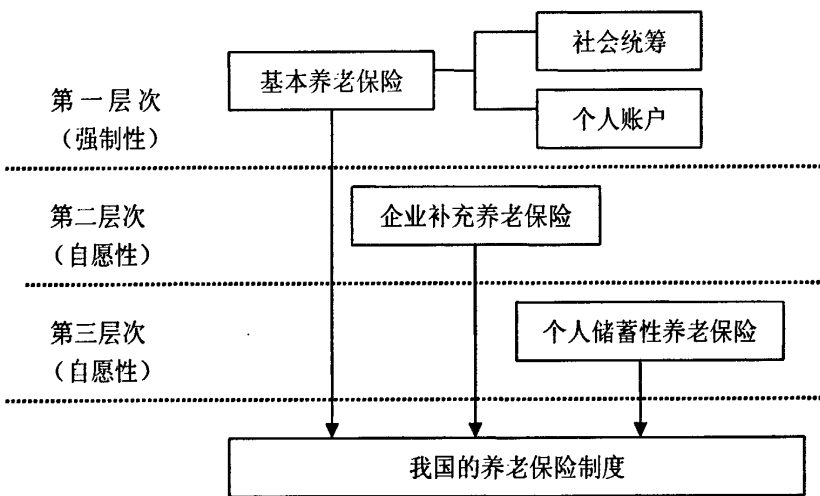 社会统筹
基本养老保险
第一层次
（强制性）
个人账户
第二层次
（自愿性）
企业补充养老保险
第三层次
（自愿性）
个人储蓄性养老保险
我国的养老保险制度